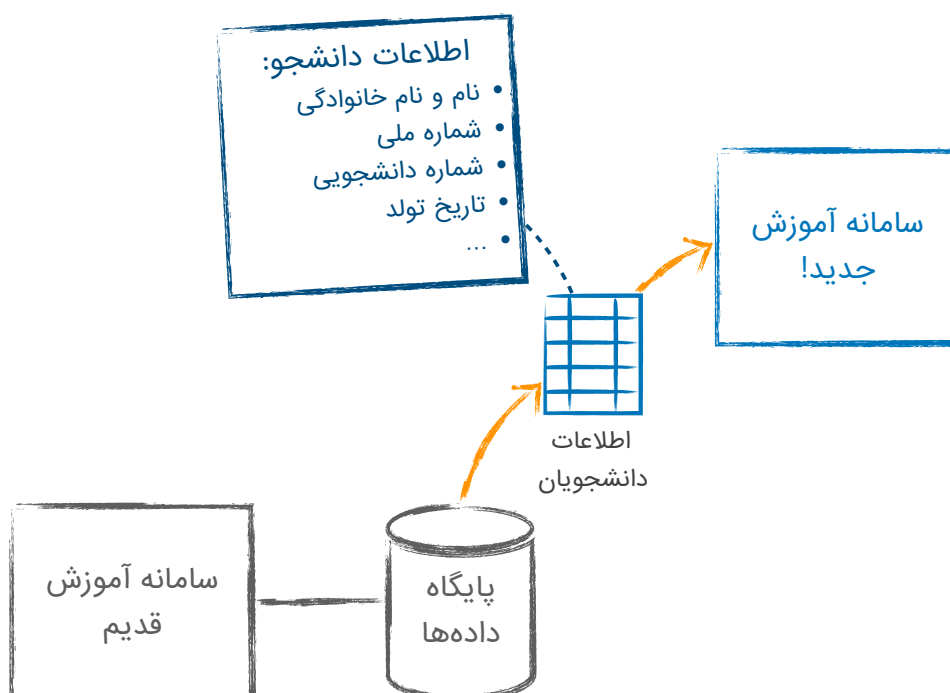 اطلاعات دانشجو:
• نام و نام خانوادگی
• شماره ملی
• شماره دانشجویی
• تاریخ تولد
• ...
سامانه آموزش
جدید!
اطلاعات
دانشجویان
پایگاه
داده‌ها
سامانه آموزش
قدیم